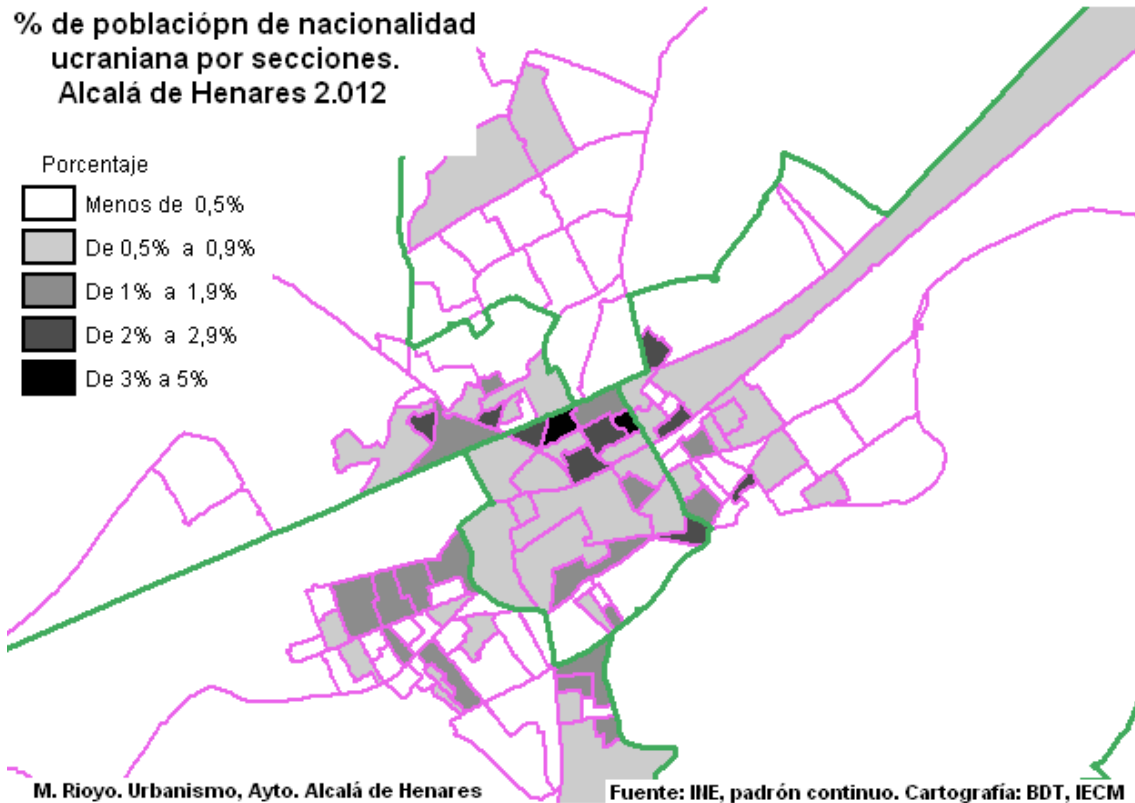 % de poblaciópn de nacionalidad
ucraniana por secciones.
Alcalá de Henares 2.012
Porcentaje
Menos de 0,5%
De 0,5% a 0,9%
De 1% a 1,9%
De 2% a 2,9%
De 3% a 5%
M. Rioyo. Urbanismo, Ayto. Alcalá de Henares
Fuente: INE, padrón continuo. Cartografía: BDT, IECM